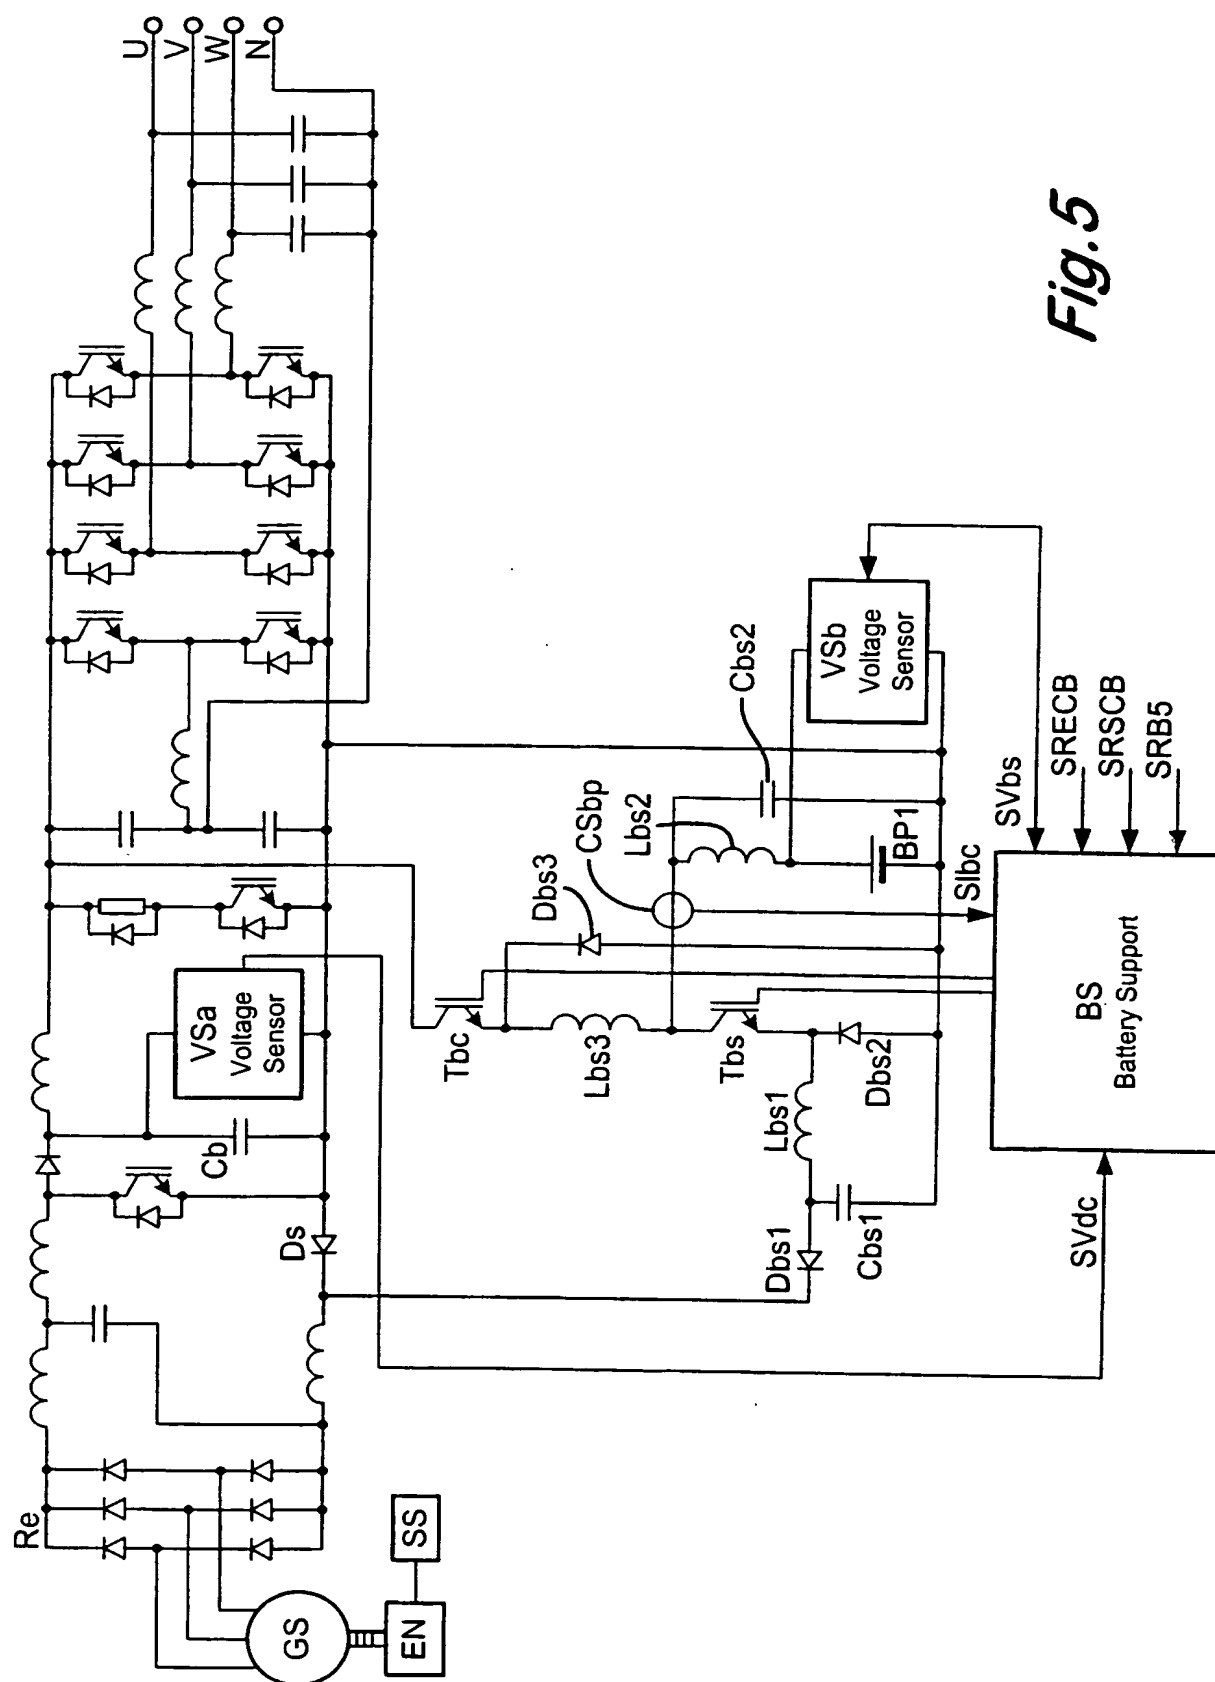 U
V
W
N
Re
GS
EN
SS
Ds
Cb
VSa
Voltage
Sensor
Tbc
Lbs3
Tbs
Dbs3
CSbp
Lbs2
Cbs2
VSb
Voltage
Sensor
BP1
Lbs1
Dbs1
Dbs2
Cbs1
SIbc
SVbs
SRECB
SRSCB
SRB5
SVdc
BS
Battery Support
Fig.5